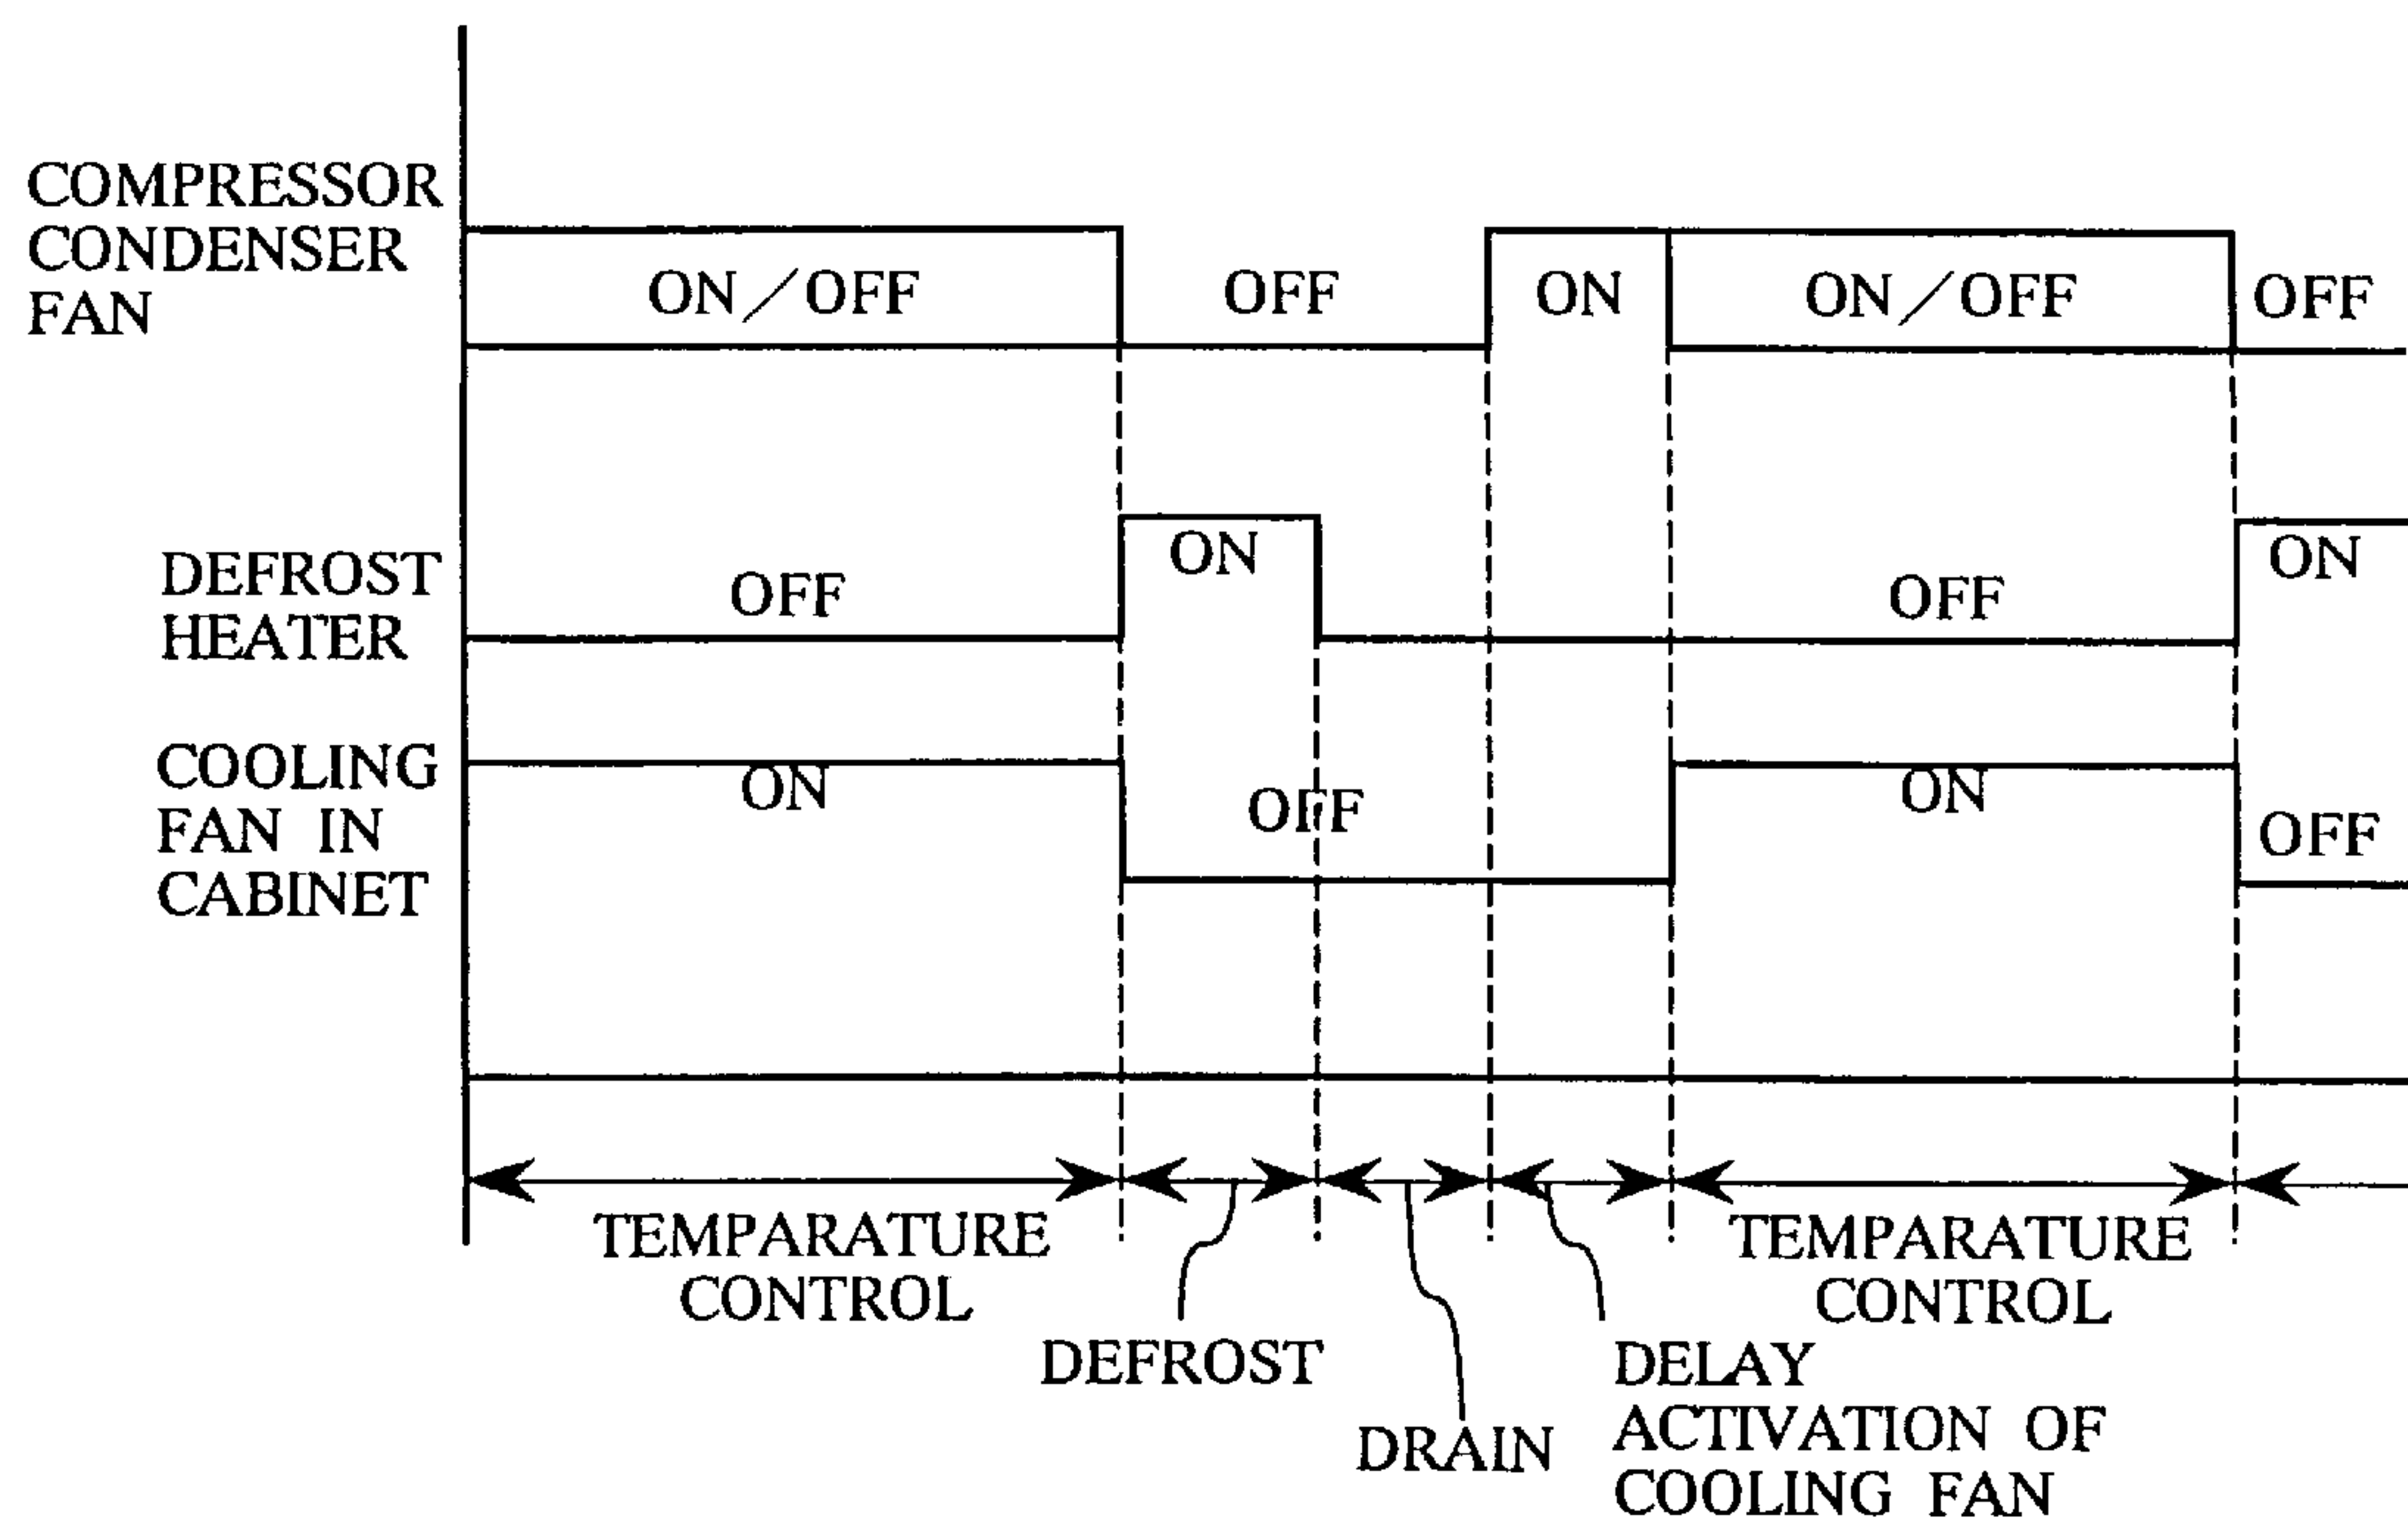 COMPRESSOR
CONDENSER
FAN
ON/OFF
OFF
ON
ON/OFF
OFF
DEFROST
HEATER
OFF
ON
OFF
ON
COOLING
FAN IN
CABINET
ON
OFF
ON
OFF
TEMPARATURE
CONTROL
DEFROST
DRAIN
DELAY
ACTIVATION OF
COOLING FAN
TEMPARATURE
CONTROL